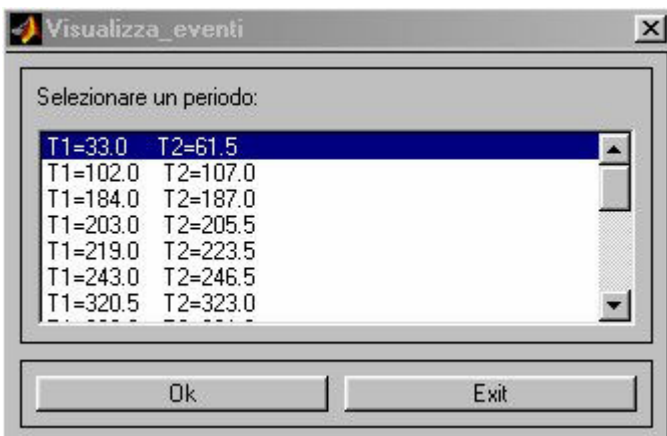 Visualizza_eventi
Selezionare un periodo:
T1=33.0 T2=61.5
T1=102.0 T2=107.0
T1=184.0 T2=187.0
T1=203.0 T2=205.5
T1=219.0 T2=223.5
T1=243.0 T2=246.5
T1=320.5 T2=323.0
Ok Exit